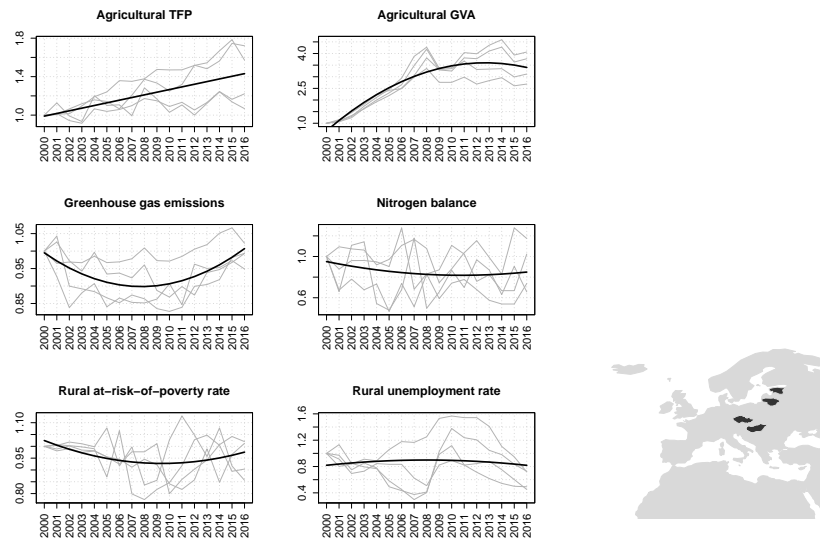 Agricultural TFP
1.0 1.4 1.8
2000 2001 2002 2003 2004 2005 2006 2007 2008 2009 2010 2011 2012 2013 2014 2015 2016
Agricultural GVA
1.0 2.5 4.0
2000 2001 2002 2003 2004 2005 2006 2007 2008 2009 2010 2011 2012 2013 2014 2015 2016
Greenhouse gas emissions
0.85 0.95 1.05
2000 2001 2002 2003 2004 2005 2006 2007 2008 2009 2010 2011 2012 2013 2014 2015 2016
Nitrogen balance
0.6 1.0
2000 2001 2002 2003 2004 2005 2006 2007 2008 2009 2010 2011 2012 2013 2014 2015 2016
Rural at−risk−of−poverty rate
0.80 0.95 1.10
2000 2001 2002 2003 2004 2005 2006 2007 2008 2009 2010 2011 2012 2013 2014 2015 2016
Rural unemployment rate
0.4 0.8 1.2 1.6
2000 2001 2002 2003 2004 2005 2006 2007 2008 2009 2010 2011 2012 2013 2014 2015 2016